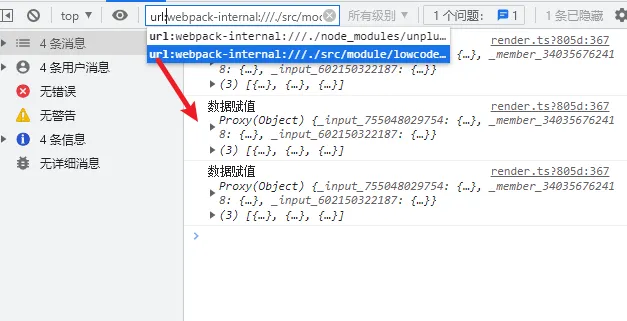 top
url:webpack-internal:///./src/mod
所有级别
1 个问题:
1
1 条已隐藏
url:webpack-internal:///./node_modules/unplu…
url:webpack-internal:///./src/module/lowcode…
4 条消息
4 条用户消息
无错误
无警告
4 条信息
无详细消息
render.ts?805d:367
{…}, _member_34035676241
8: {…}, _input_602150322187: {…}}
(3) [{…}, {…}, {…}]
数据赋值
render.ts?805d:367
Proxy(Object) {_input_755048029754: {…}, _member_34035676241
8: {…}, _input_602150322187: {…}}
(3) [{…}, {…}, {…}]
数据赋值
render.ts?805d:367
Proxy(Object) {_input_755048029754: {…}, _member_34035676241
8: {…}, _input_602150322187: {…}}
(3) [{…}, {…}, {…}]